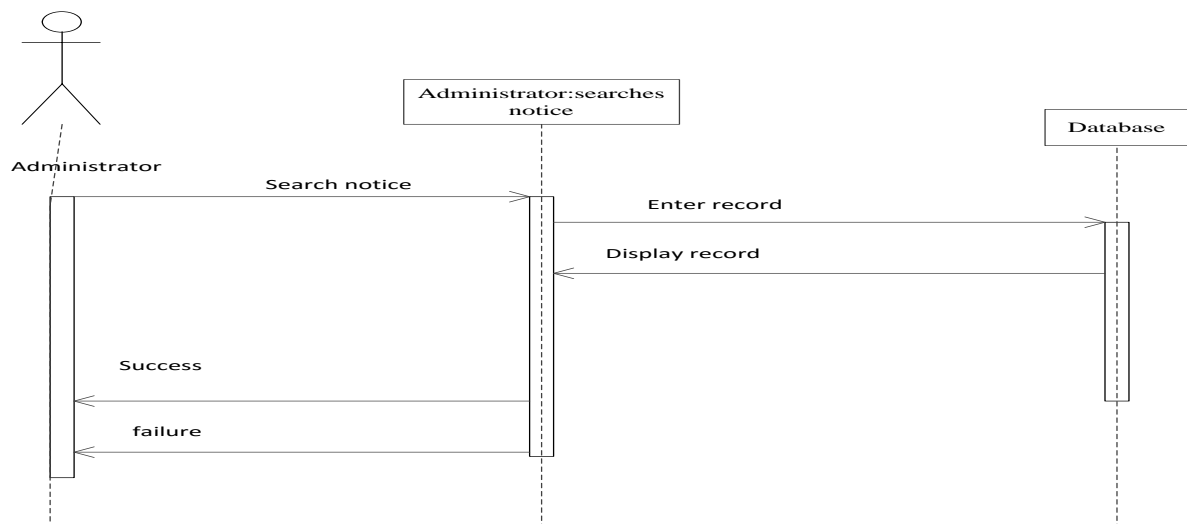 Administrator:searches
notice
Database
Administrator
Search notice
Enter record
Display record
Success
failure